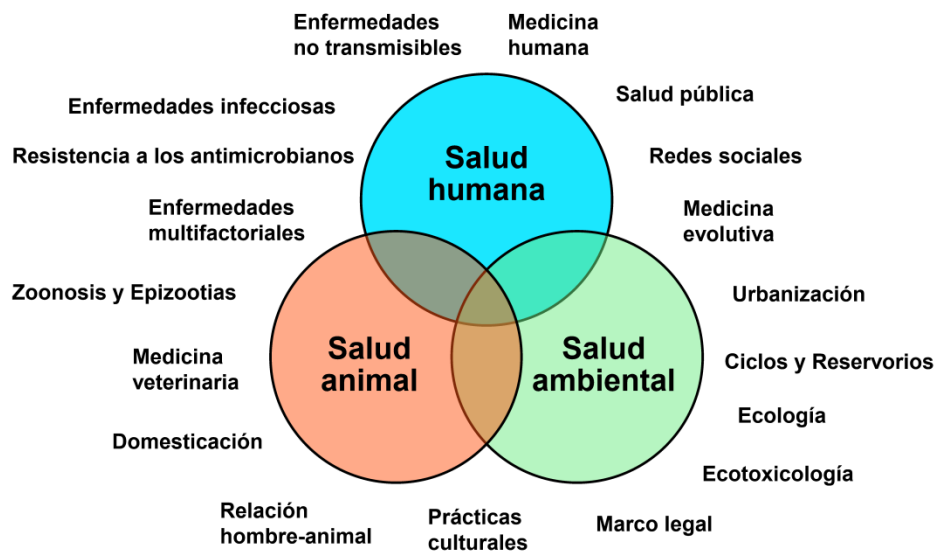 Enfermedades
no transmisibles
Medicina
humana
Salud pública
Enfermedades infecciosas
Resistencia a los antimicrobianos
Redes sociales
Salud
humana
Enfermedades
multifactoriales
Medicina
evolutiva
Zoonosis y Epizootias
Urbanización
Medicina
veterinaria
Salud
animal
Salud
ambiental
Ciclos y Reservorios
Domesticación
Ecología
Ecotoxicología
Relación
hombre-animal
Prácticas
culturales
Marco legal